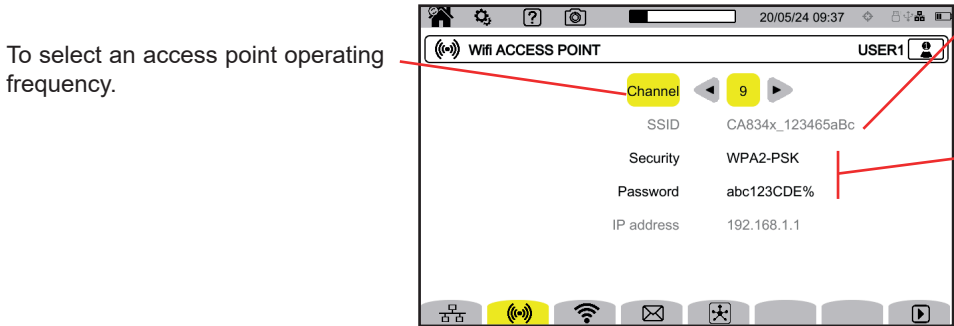 To select an access point operating
frequency.
20/05/24 09:37
Wifi ACCESS POINT USER1
Channel 9
SSID CA834x_123465aBc
Security WPA2-PSK
Password abc123CDE%
IP address 192.168.1.1